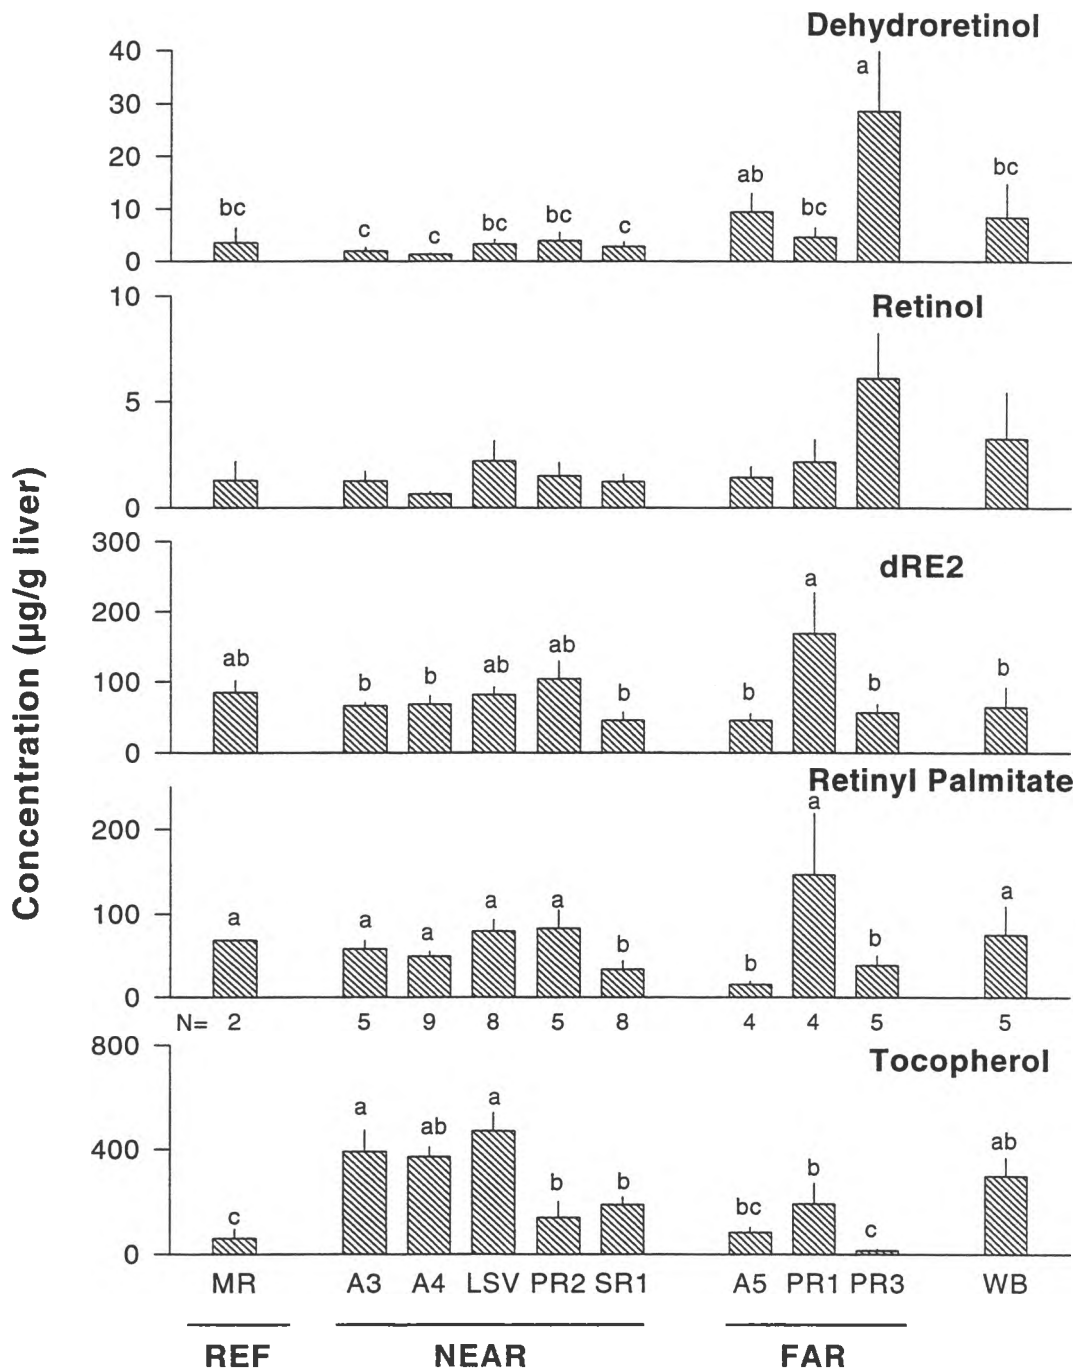 Dehydroretinol
40
30
20
10
0
bc
c
c
bc
bc
c
ab
bc
a
bc
Retinol
10
5
0
Concentration (µg/g liver)
dRE2
300
200
100
0
ab
b
b
ab
ab
b
b
a
b
b
Retinyl Palmitate
200
100
0
a
a
a
a
a
b
b
a
b
a
N= 2 5 9 8 5 8 4 4 5 5
Tocopherol
800
400
0
c
a
ab
a
b
b
bc
b
c
ab
MR A3 A4 LSV PR2 SR1 A5 PR1 PR3 WB
REF NEAR FAR